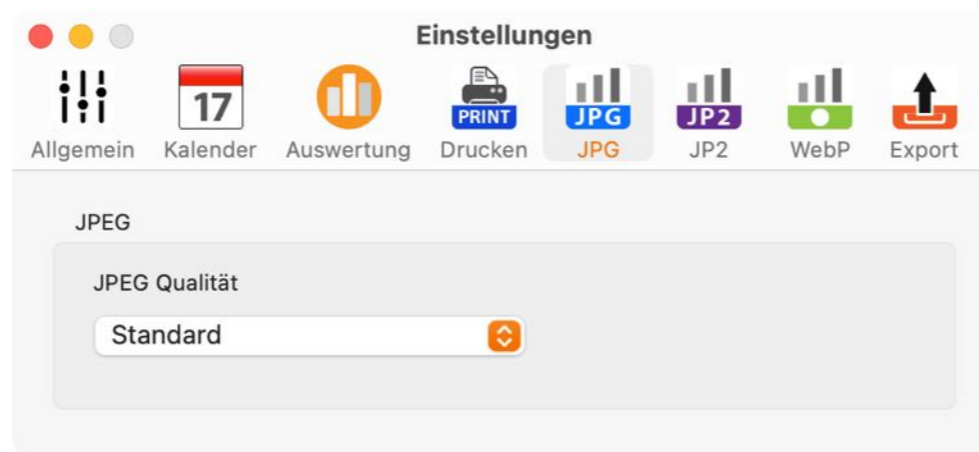 Einstellungen
17
PRINT
JPG
JP2
Allgemein Kalender Auswertung Drucken JPG JP2 WebP Export
JPEG
JPEG Qualität
Standard